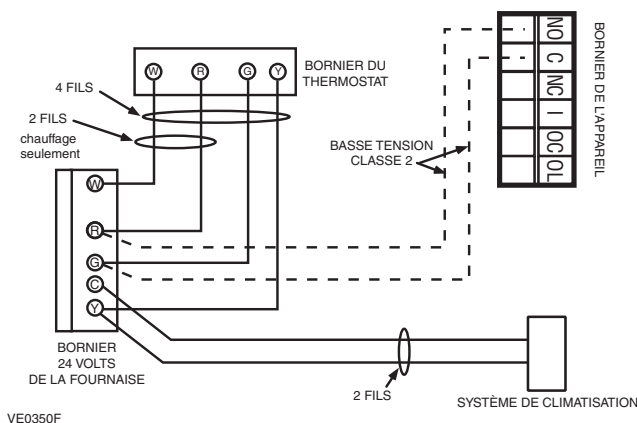 BORNIER DU
THERMOSTAT
W
R
G
Y
4 FILS
2 FILS
chauffage
seulement
BASSE TENSION
CLASSE 2
NO
C
NC
I
OC
OL
BORNIER DE L'APPAREIL
W
R
G
C
Y
BORNIER
24 VOLTS
DE LA FOURNAISE
2 FILS
SYSTÈME DE CLIMATISATION
VE0350F